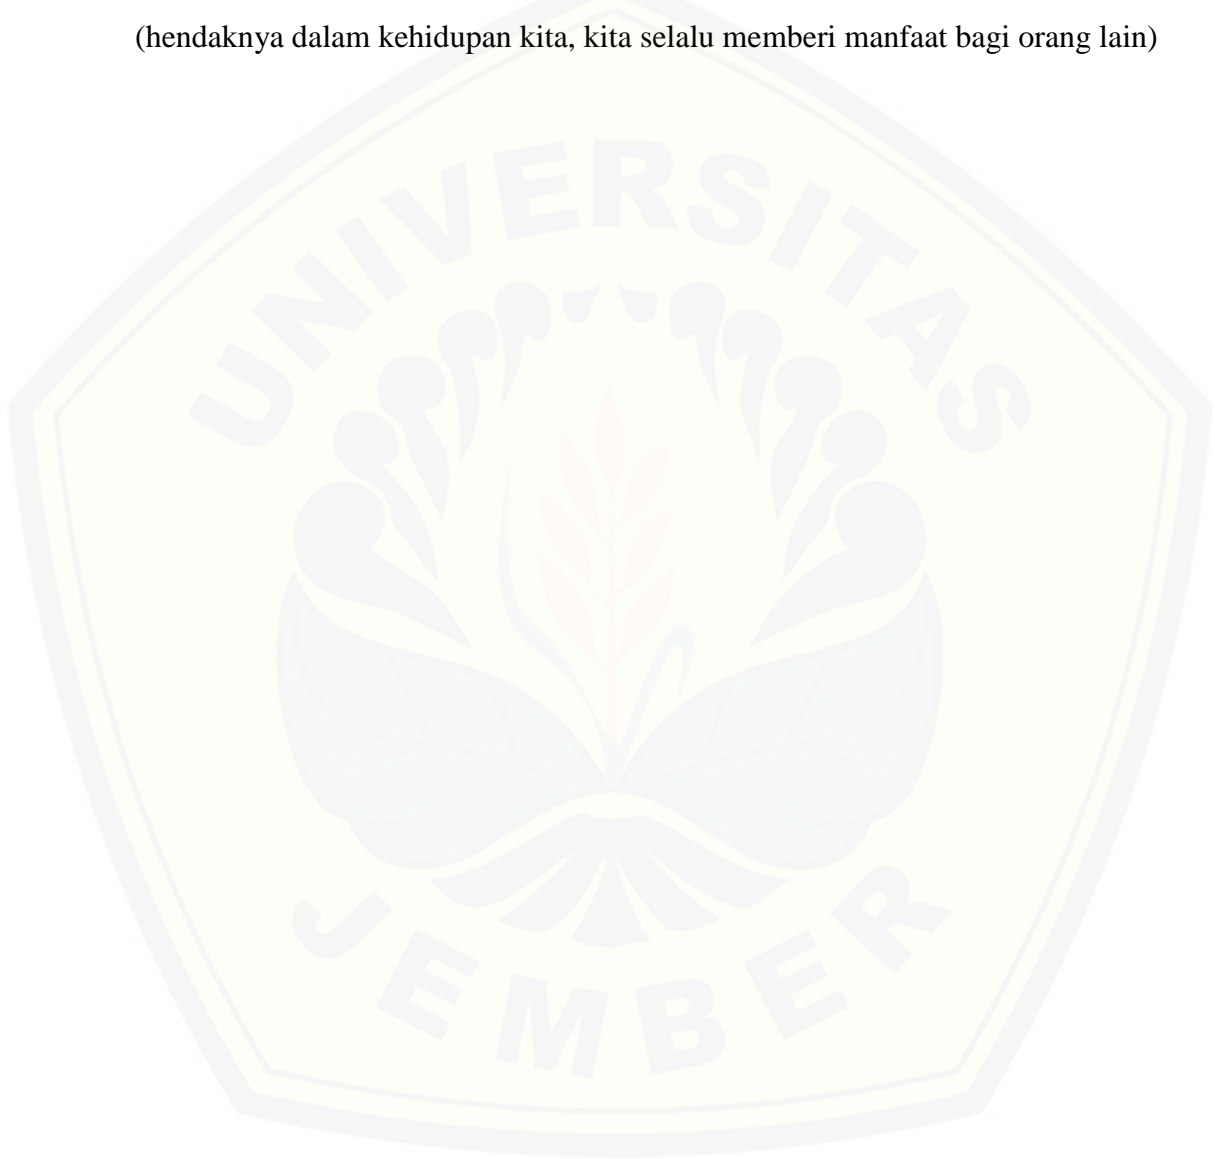 (hendaknya dalam kehidupan kita, kita selalu memberi manfaat bagi orang lain)
UNIVERSITAS
JEMBER